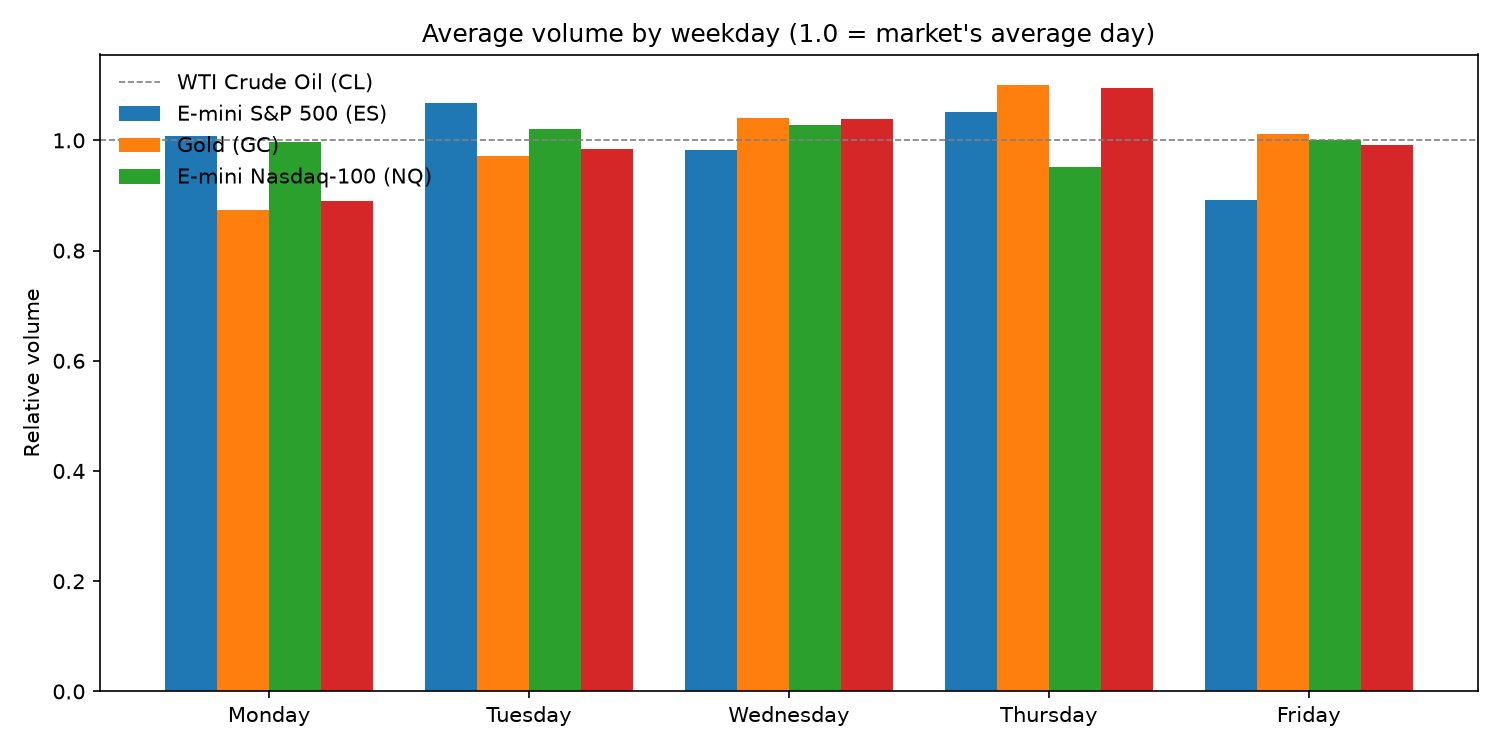 Average volume by weekday (1.0 = market's average day)
WTI Crude Oil (CL)
E-mini S&P 500 (ES)
Gold (GC)
E-mini Nasdaq-100 (NQ)
Relative volume
1.0
0.8
0.6
0.4
0.2
0.0
Monday Tuesday Wednesday Thursday Friday